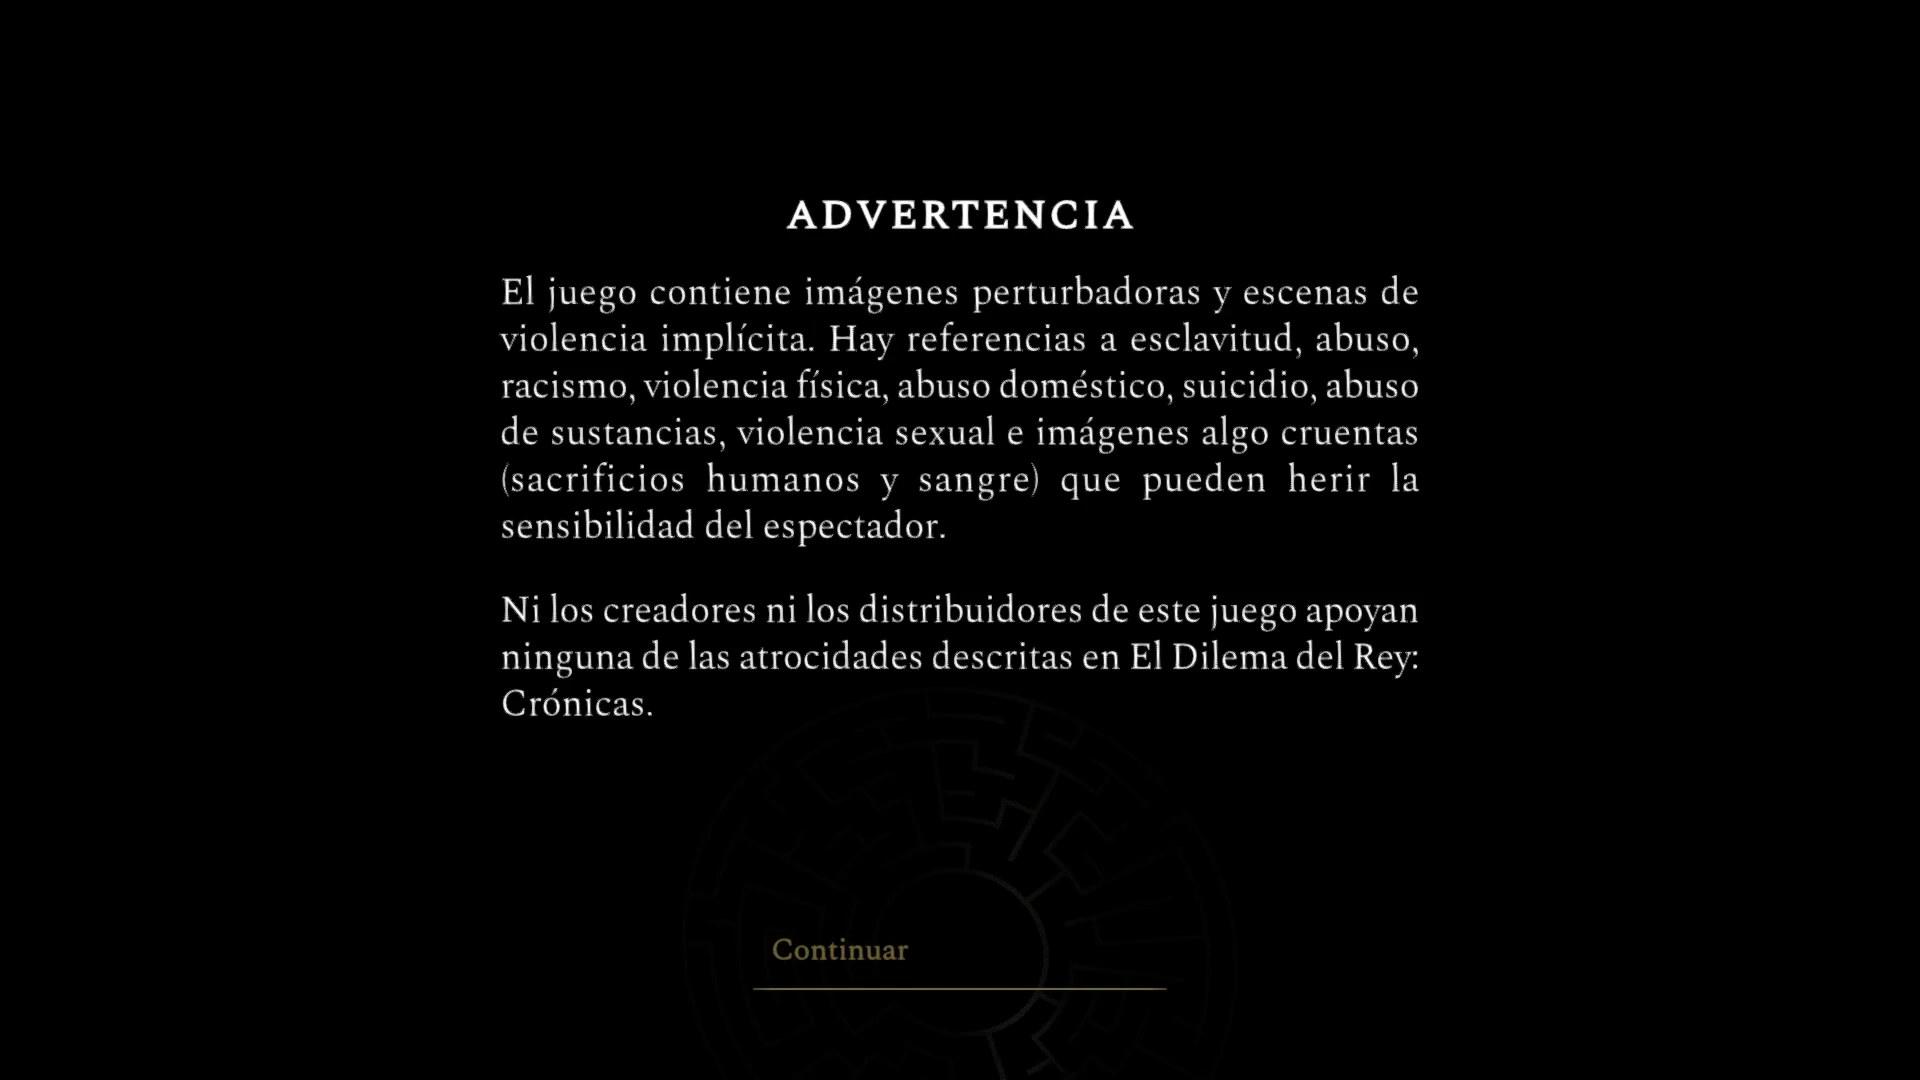 ADVERTENCIA
El juego contiene imágenes perturbadoras y escenas de
violencia implícita. Hay referencias a esclavitud, abuso,
racismo, violencia física, abuso doméstico, suicidio, abuso
de sustancias, violencia sexual e imágenes algo cruentas
(sacrificios humanos y sangre) que pueden herir la
sensibilidad del espectador.
Ni los creadores ni los distribuidores de este juego apoyan
ninguna de las atrocidades descritas en El Dilema del Rey:
Crónicas.
Continuar